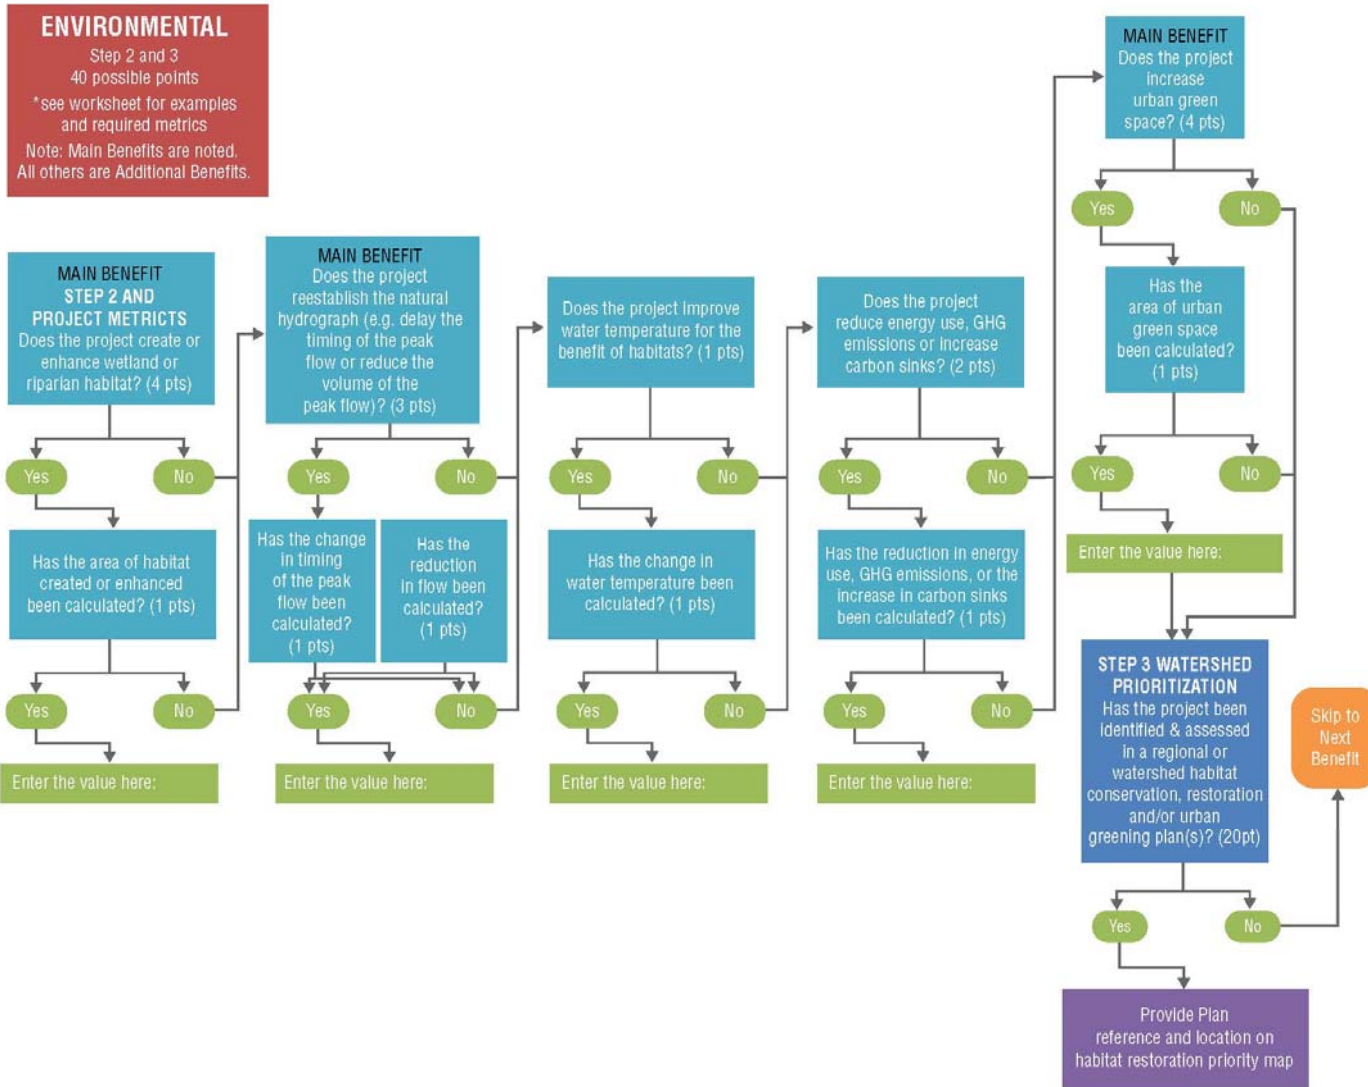 ENVIRONMENTAL
Step 2 and 3
40 possible points
*see worksheet for examples
and required metrics
Note: Main Benefits are noted.
All others are Additional Benefits.
MAIN BENEFIT
STEP 2 AND
PROJECT METRICTS
Does the project create or
enhance wetland or
riparian habitat? (4 pts)
Yes
No
Has the area of habitat
created or enhanced
been calculated? (1 pts)
Yes
No
Enter the value here:
MAIN BENEFIT
Does the project
reestablish the natural
hydrograph (e.g. delay the
timing of the peak
flow or reduce the
volume of the
peak flow)? (3 pts)
Yes
No
Has the change
in timing
of the peak
flow been
calculated?
(1 pts)
Has the
reduction
in flow been
calculated?
(1 pts)
Yes
No
Enter the value here:
Does the project improve
water temperature for the
benefit of habitats? (1 pts)
Yes
No
Has the change in
water temperature been
calculated? (1 pts)
Yes
No
Enter the value here:
Does the project
reduce energy use, GHG
emissions or increase
carbon sinks? (2 pts)
Yes
No
Has the reduction in energy
use, GHG emissions, or the
increase in carbon sinks
been calculated? (1 pts)
Yes
No
Enter the value here:
MAIN BENEFIT
Does the project
increase
urban green
space? (4 pts)
Yes
No
Has the
area of urban
green space
been calculated?
(1 pts)
Yes
No
Enter the value here:
STEP 3 WATERSHED
PRIORITIZATION
Has the project been
identified & assessed
in a regional or
watershed habitat
conservation, restoration
and/or urban
greening plan(s)? (20pt)
Yes
No
Skip to
Next
Benefit
Provide Plan
reference and location on
habitat restoration priority map